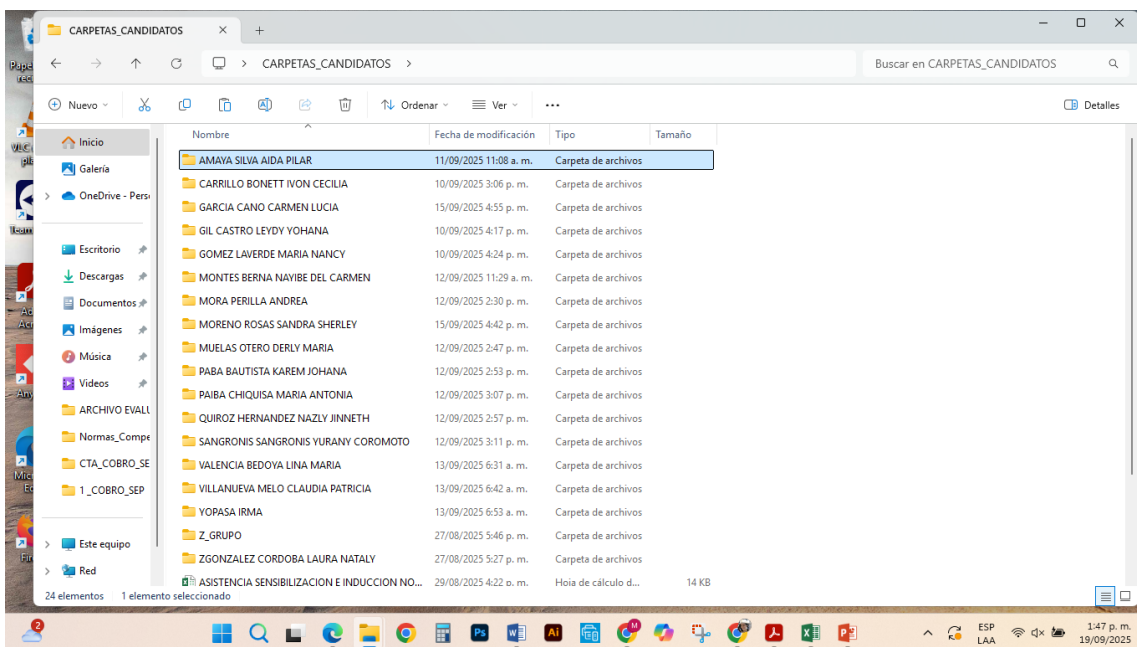 CARPETAS_CANDIDATOS
CARPETAS_CANDIDATOS
Buscar en CARPETAS_CANDIDATOS
Nuevo
Ordenar
Ver
Detalles
Nombre Fecha de modificación Tipo Tamaño
Inicio
Galería
OneDrive - Pers
Escritorio
Descargas
Documentos
Imágenes
Música
Videos
ARCHIVO EVALU
Normas_Compe
CTA_COBRO_SE
1_COBRO_SEP
Este equipo
Red
AMAYA SILVA AIDA PILAR 11/09/2025 11:08 a. m. Carpeta de archivos
CARRILLO BONETT IVON CECILIA 10/09/2025 3:06 p. m. Carpeta de archivos
GARCIA CANO CARMEN LUCIA 15/09/2025 4:55 p. m. Carpeta de archivos
GIL CASTRO LEYDY YOHANA 10/09/2025 4:17 p. m. Carpeta de archivos
GOMEZ LAVERDE MARIA NANCY 10/09/2025 4:24 p. m. Carpeta de archivos
MONTES BERNA NAYIBE DEL CARMEN 12/09/2025 11:29 a. m. Carpeta de archivos
MORA PERILLA ANDREA 12/09/2025 2:30 p. m. Carpeta de archivos
MORENO ROSAS SANDRA SHERLEY 15/09/2025 4:42 p. m. Carpeta de archivos
MUELAS OTERO DERLY MARIA 12/09/2025 2:47 p. m. Carpeta de archivos
PABA BAUTISTA KAREM JOHANA 12/09/2025 2:53 p. m. Carpeta de archivos
PAIBA CHIQUISA MARIA ANTONIA 12/09/2025 3:07 p. m. Carpeta de archivos
QUIROZ HERNANDEZ NAZLY JINNETH 12/09/2025 2:57 p. m. Carpeta de archivos
SANGRONIS SANGRONIS YURANY COROMOTO 12/09/2025 3:11 p. m. Carpeta de archivos
VALENCIA BEDOYA LINA MARIA 13/09/2025 6:31 a. m. Carpeta de archivos
VILLANUEVA MELO CLAUDIA PATRICIA 13/09/2025 6:42 a. m. Carpeta de archivos
YOPASA IRMA 13/09/2025 6:53 a. m. Carpeta de archivos
Z_GRUPO 27/08/2025 5:46 p. m. Carpeta de archivos
ZGONZALEZ CORDOBA LAURA NATALY 27/08/2025 5:27 p. m. Carpeta de archivos
ASISTENCIA SENSIBILIZACION E INDUCCION NO... 29/08/2025 4:22 p. m. Hoja de cálculo d... 14 KB
24 elementos 1 elemento seleccionado
2
Ps
Ai
M
ESP
LAA
1:47 p. m.
19/09/2025